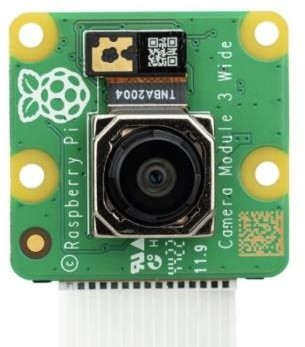 TNBA2004
© Raspberry Pi
Camera Module 3 Wide
11.9